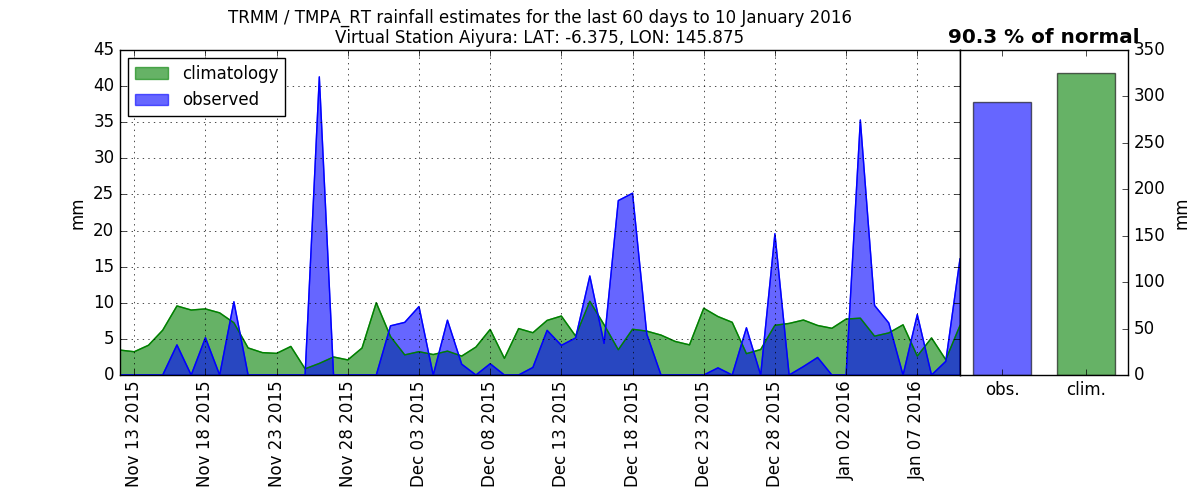 TRMM / TMPA_RT rainfall estimates for the last 60 days to 10 January 2016
Virtual Station Aiyura: LAT: -6.375, LON: 145.875
90.3 % of normal
climatology
observed
mm
45
40
35
30
25
20
15
10
5
0
Nov 13 2015
Nov 18 2015
Nov 23 2015
Nov 28 2015
Dec 03 2015
Dec 08 2015
Dec 13 2015
Dec 18 2015
Dec 23 2015
Dec 28 2015
Jan 02 2016
Jan 07 2016
obs.
clim.
350
300
250
200
150
100
50
0
mm